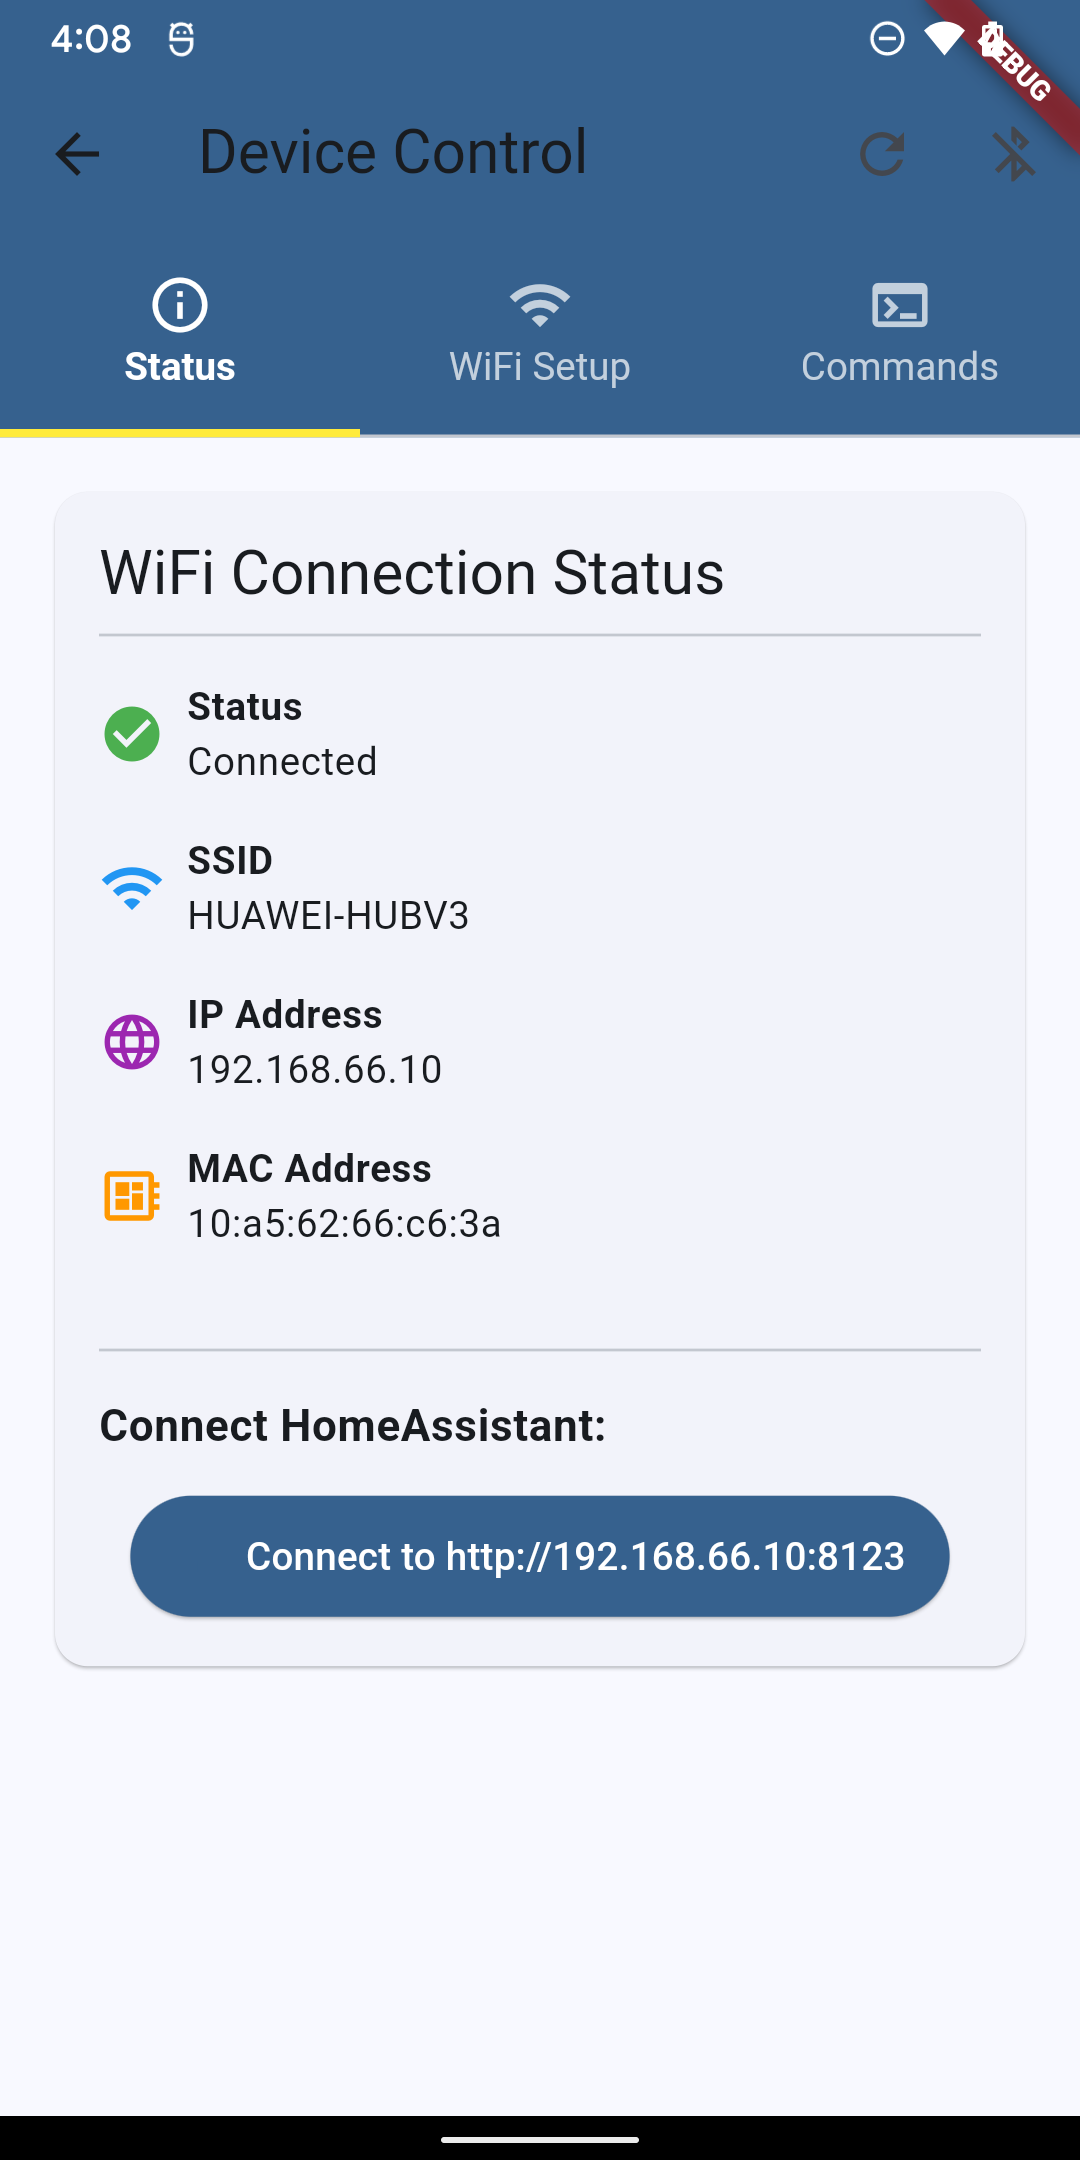 4:08
DEBUG
Device Control
Status
WiFi Setup
Commands
WiFi Connection Status
Status
Connected
SSID
HUAWEI-HUBV3
IP Address
192.168.66.10
MAC Address
10:a5:62:66:c6:3a
Connect HomeAssistant:
Connect to http://192.168.66.10:8123